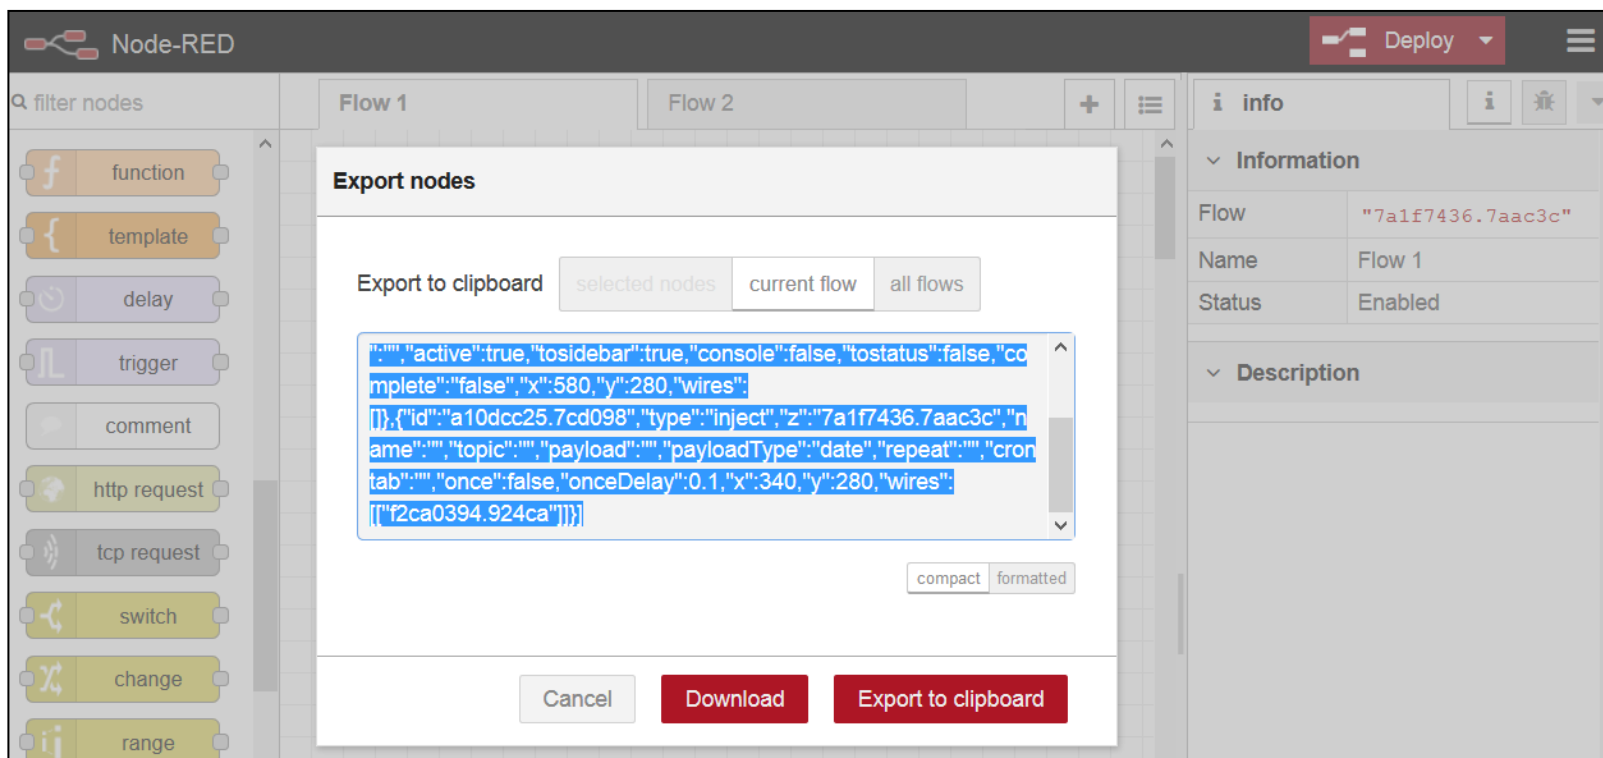 Node-RED
Deploy
filter nodes
Flow 1
Flow 2
+
i info
i
function
template
delay
trigger
comment
http request
tcp request
switch
change
range
Export nodes
Export to clipboard
selected nodes
current flow
all flows
":"","active":true,"tosidebar":true,"console":false,"tostatus":false,"co
mplete":"false","x":580,"y":280,"wires":
[]},{"id":"a10dcc25.7cd098","type":"inject","z":"7a1f7436.7aac3c","n
ame":"","topic":"","payload":"","payloadType":"date","repeat":"","cron
tab":"","once":false,"onceDelay":0.1,"x":340,"y":280,"wires":
[["f2ca0394.924ca"]]}]
compact
formatted
Cancel
Download
Export to clipboard
Information
Flow "7a1f7436.7aac3c"
Name Flow 1
Status Enabled
Description